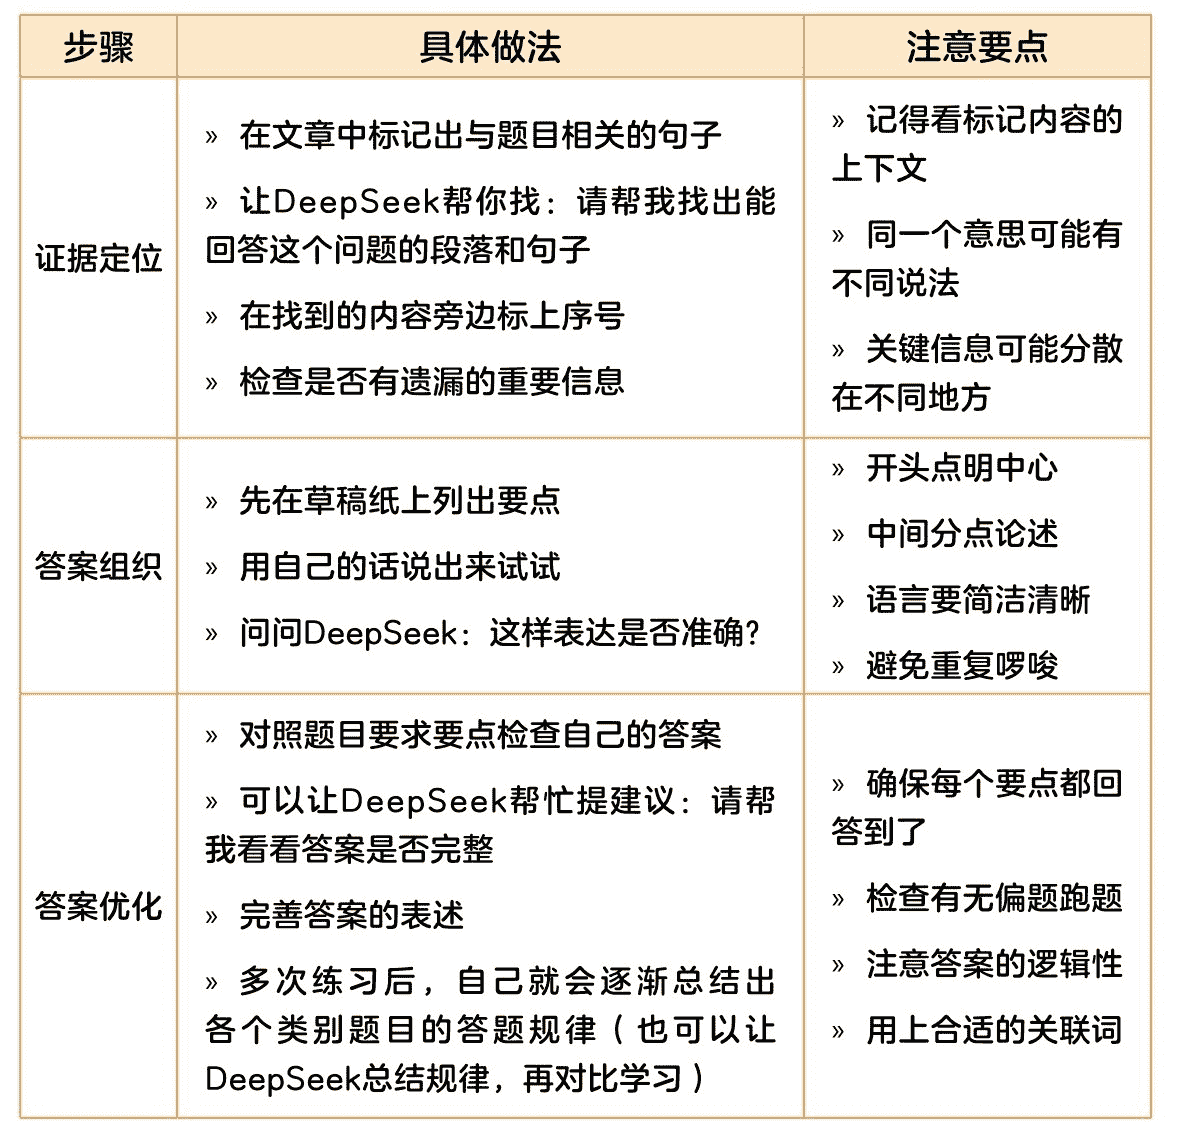 步骤
具体做法
注意要点
证据定位
» 在文章中标记出与题目相关的句子
» 让DeepSeek帮你找：请帮我找出能
回答这个问题的段落和句子
» 在找到的内容旁边标上序号
» 检查是否有遗漏的重要信息
» 记得看标记内容的
上下文
» 同一个意思可能有
不同说法
» 关键信息可能分散
在不同地方
答案组织
» 先在草稿纸上列出要点
» 用自己的话说出来试试
» 问问DeepSeek：这样表达是否准确？
» 开头点明中心
» 中间分点论述
» 语言要简洁清晰
» 避免重复啰唆
答案优化
» 对照题目要求要点检查自己的答案
» 可以让DeepSeek帮忙提建议：请帮
我看看答案是否完整
» 完善答案的表述
» 多次练习后，自己就会逐渐总结出
各个类别题目的答题规律（也可以让
DeepSeek总结规律，再对比学习）
» 确保每个要点都回
答到了
» 检查有无偏题跑题
» 注意答案的逻辑性
» 用上合适的关联词